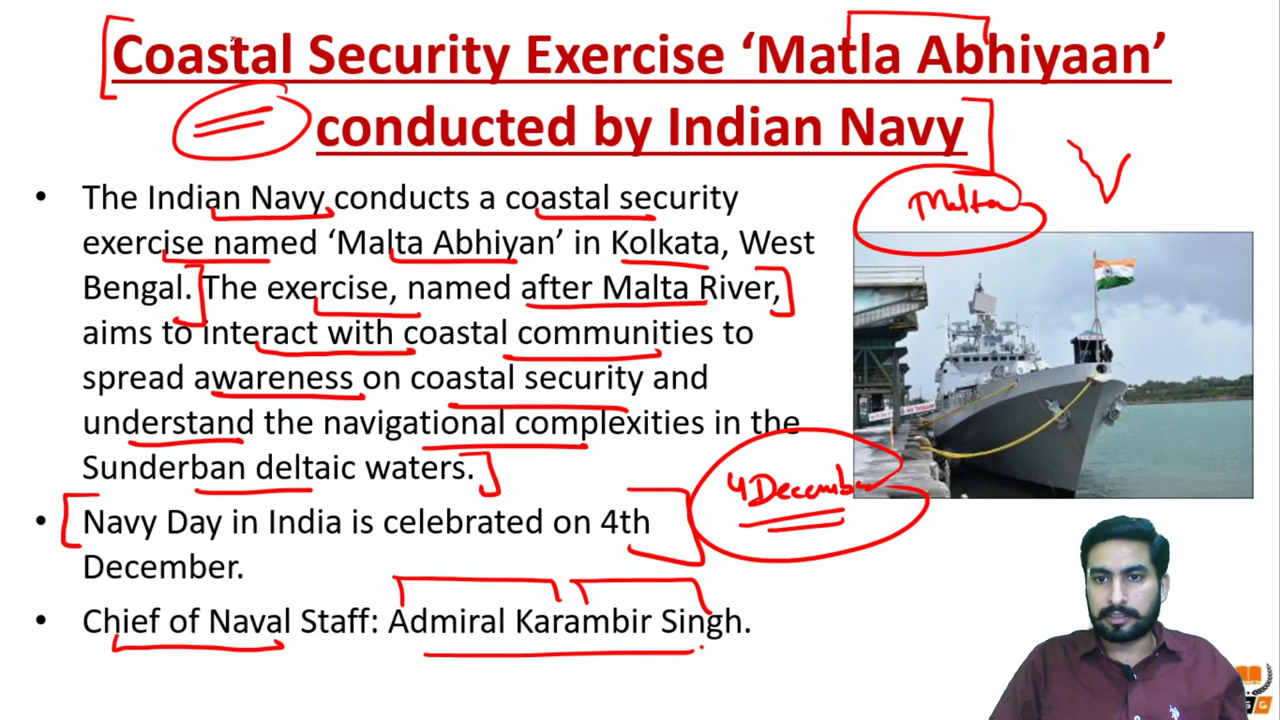 Coastal Security Exercise ‘Matla Abhiyaan’
conducted by Indian Navy
• The Indian Navy conducts a coastal security
exercise named ‘Malta Abhiyan’ in Kolkata, West
Bengal. The exercise, named after Malta River,
aims to interact with coastal communities to
spread awareness on coastal security and
understand the navigational complexities in the
Sunderban deltaic waters.
• Navy Day in India is celebrated on 4th
December.
• Chief of Naval Staff: Admiral Karambir Singh.
Malta
4 December